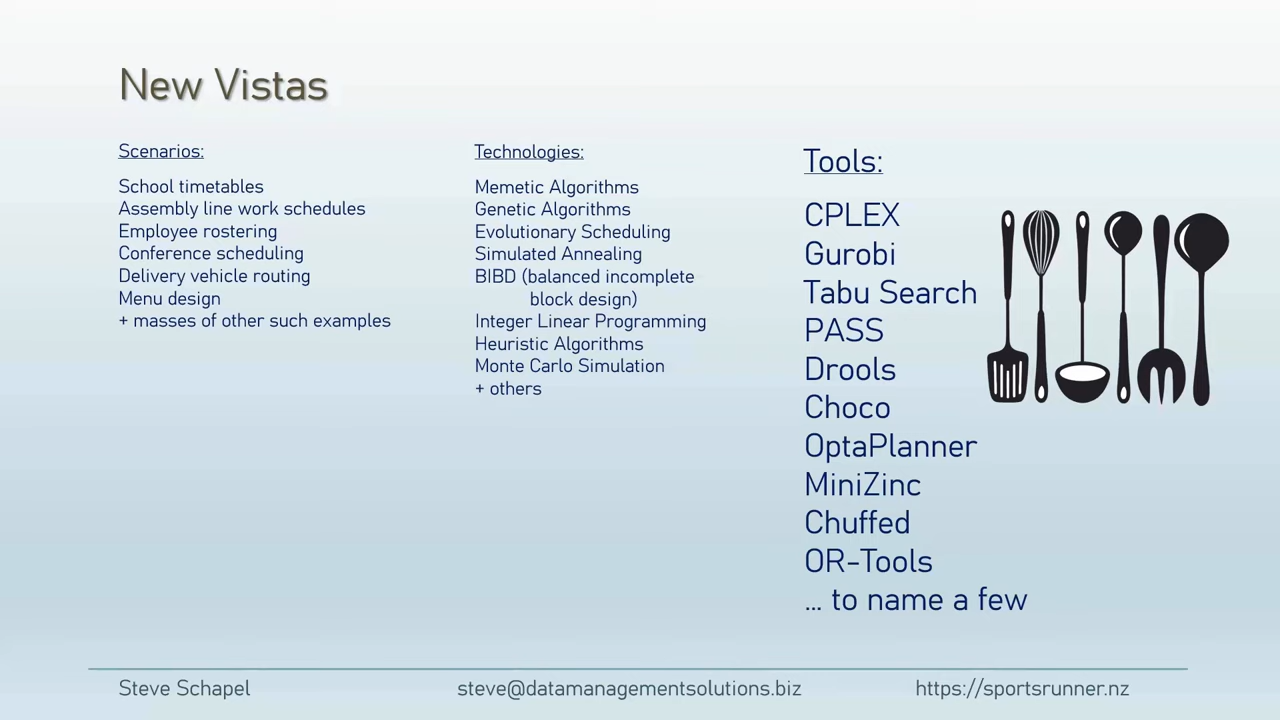 New Vistas
Scenarios:
School timetables
Assembly line work schedules
Employee rostering
Conference scheduling
Delivery vehicle routing
Menu design
+ masses of other such examples
Technologies:
Memetic Algorithms
Genetic Algorithms
Evolutionary Scheduling
Simulated Annealing
BIBD (balanced incomplete
block design)
Integer Linear Programming
Heuristic Algorithms
Monte Carlo Simulation
+ others
Tools:
CPLEX
Gurobi
Tabu Search
PASS
Drools
Choco
OptaPlanner
MiniZinc
Chuffed
OR-Tools
... to name a few
Steve Schapel
steve@datamanagementsolutions.biz
https://sportsrunner.nz